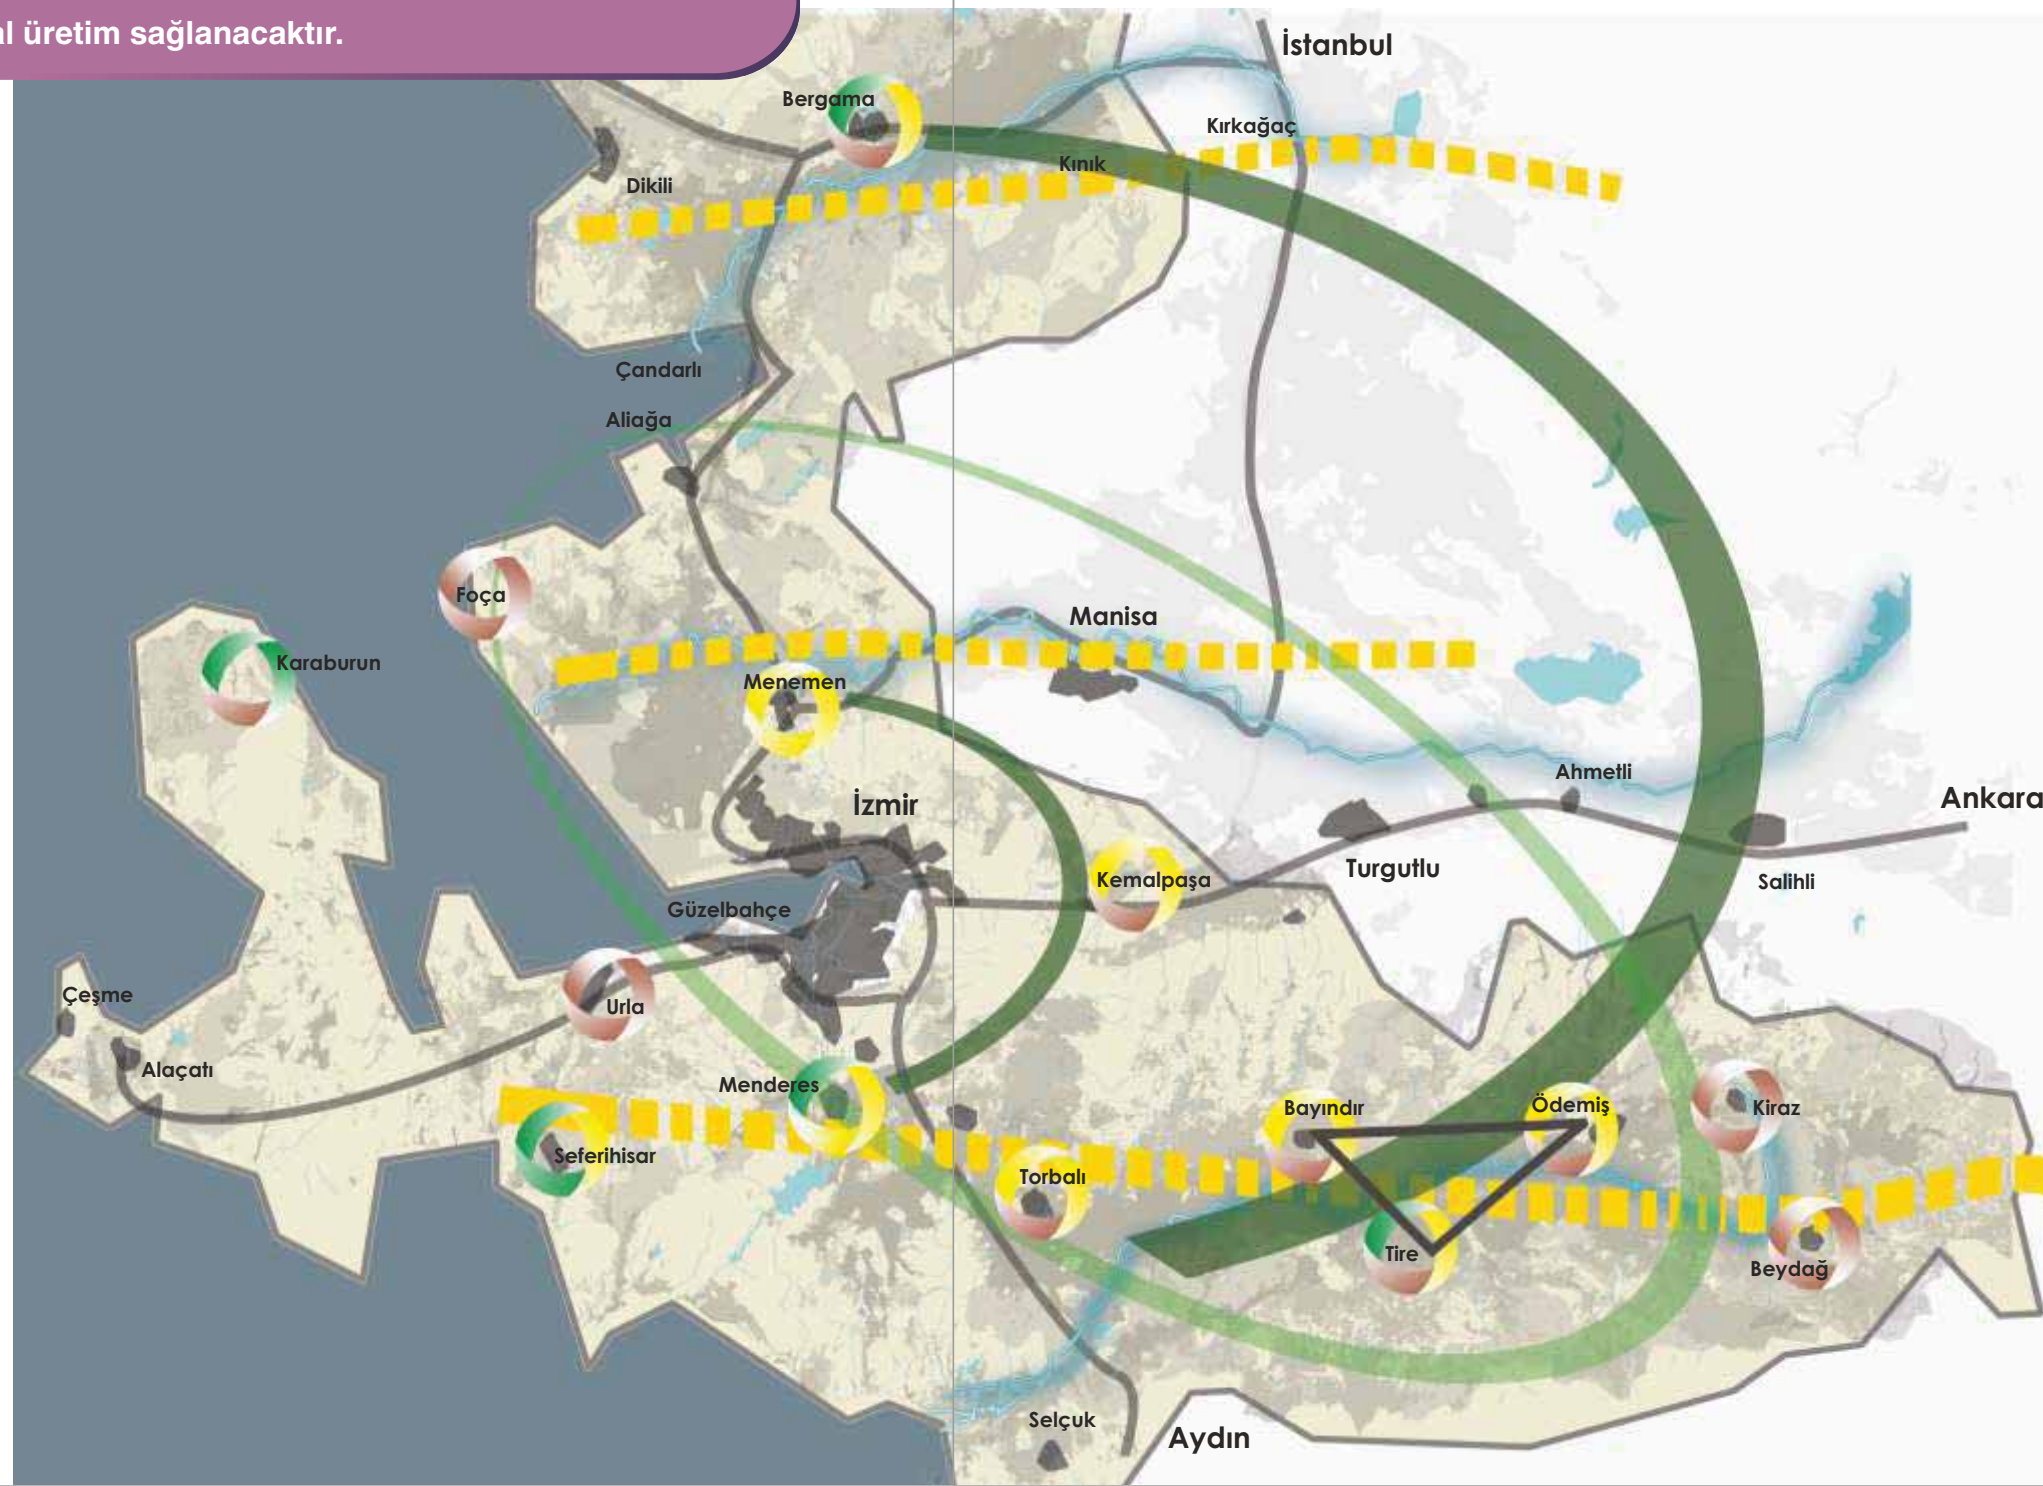 al üretim sağlanacaktır.
İstanbul
Bergama
Kırkağaç
Kınık
Dikili
Çandarlı
Aliağa
Foça
Manisa
Karaburun
Menemen
Ahmetli
Ankara
İzmir
Turgutlu
Kemalpaşa
Salihli
Güzelbahçe
Çeşme
Urla
Alaçatı
Menderes
Bayındır
Ödemiş
Kiraz
Seferihisar
Torbalı
Tire
Beydağ
Selçuk
Aydın